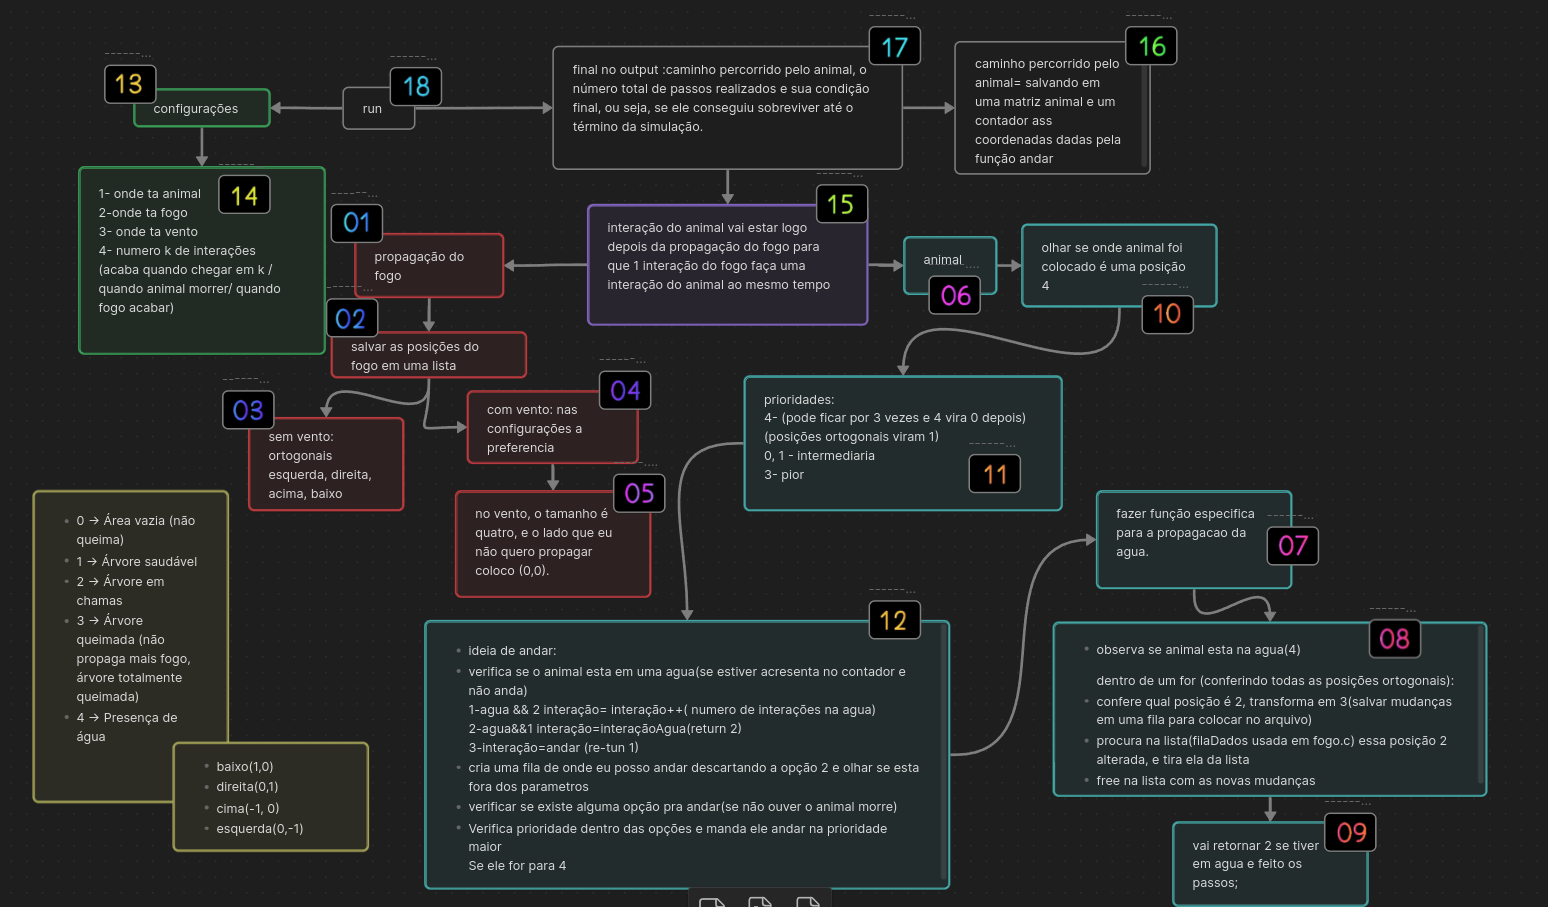 13
configurações
18
run
17
final no output :caminho percorrido pelo animal, o
número total de passos realizados e sua condição
final, ou seja, se ele conseguiu sobreviver até o
término da simulação.
16
caminho percorrido pelo
animal= salvando em
uma matriz animal e um
contador ass
coordenadas dadas pela
função andar
14
1- onde ta animal
2-onde ta fogo
3- onde ta vento
4- numero k de interações
(acaba quando chegar em k /
quando animal morrer/ quando
fogo acabar)
01
propagação do
fogo
15
interação do animal vai estar logo
depois da propagação do fogo para
que 1 interação do fogo faça uma
interação do animal ao mesmo tempo
animal
06
olhar se onde animal foi
colocado é uma posição
4
10
02
salvar as posições do
fogo em uma lista
03
sem vento:
ortogonais
esquerda, direita,
acima, baixo
04
com vento: nas
configurações a
preferencia
05
no vento, o tamanho é
quatro, e o lado que eu
não quero propagar
coloco (0,0).
prioridades:
4- (pode ficar por 3 vezes e 4 vira 0 depois)
(posições ortogonais viram 1)
0, 1 - intermediaria
3- pior
11
0 → Área vazia (não
queima)
1 → Árvore saudável
2 → Árvore em
chamas
3 → Árvore
queimada (não
propaga mais fogo,
árvore totalmente
queimada)
4 → Presença de
água
baixo(1,0)
direita(0,1)
cima(-1, 0)
esquerda(0,-1)
12
ideia de andar:
verifica se o animal esta em uma agua(se estiver acresenta no contador e
não anda)
1-agua && 2 interação= interação++( numero de interações na agua)
2-agua&&1 interação=interaçãoAgua(return 2)
3-interação=andar (re-tun 1)
cria uma fila de onde eu posso andar descartando a opção 2 e olhar se esta
fora dos parametros
verificar se existe alguma opção pra andar(se não ouver o animal morre)
Verifica prioridade dentro das opções e manda ele andar na prioridade
maior
Se ele for para 4
fazer função especifica
para a propagacao da
agua.
07
08
observa se animal esta na agua(4)
dentro de um for (conferindo todas as posições ortogonais):
confere qual posição é 2, transforma em 3(salvar mudanças
em uma fila para colocar no arquivo)
procura na lista(filaDados usada em fogo.c) essa posição 2
alterada, e tira ela da lista
free na lista com as novas mudanças
09
vai retornar 2 se tiver
em agua e feito os
passos;